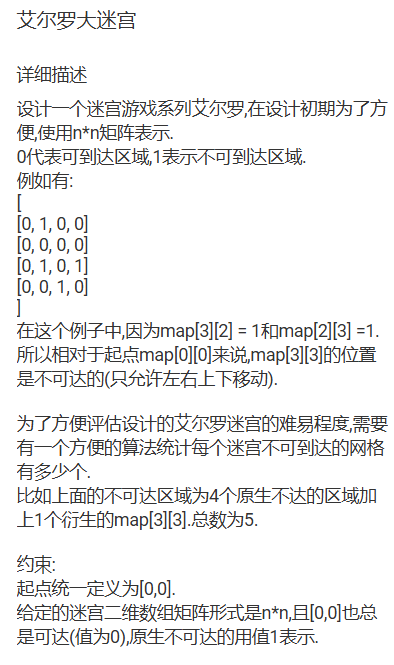 艾尔罗大迷宫
详细描述
设计一个迷宫游戏系列艾尔罗,在设计初期为了方
便,使用n*n矩阵表示.
0代表可到达区域,1表示不可到达区域.
例如有:
[
[0, 1, 0, 0]
[0, 0, 0, 0]
[0, 1, 0, 1]
[0, 0, 1, 0]
]
在这个例子中,因为map[3][2] = 1和map[2][3] =1.
所以相对于起点map[0][0]来说,map[3][3]的位置
是不可达的(只允许左右上下移动).
为了方便评估设计的艾尔罗迷宫的难易程度,需要
有一个方便的算法统计每个迷宫不可到达的网格
有多少个.
比如上面的不可达区域为4个原生不达的区域加
上1个衍生的map[3][3].总数为5.
约束:
起点统一定义为[0,0].
给定的迷宫二维数组矩阵形式是n*n,且[0,0]也总
是可达(值为0),原生不可达的用值1表示.